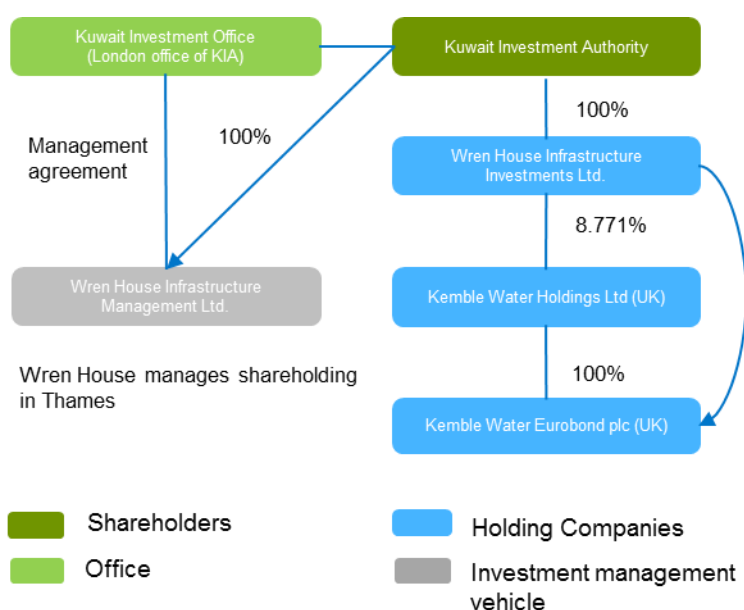 Kuwait Investment Office
(London office of KIA)
Kuwait Investment Authority
Management
agreement
100%
100%
Wren House Infrastructure
Investments Ltd.
8.771%
Wren House Infrastructure
Management Ltd.
Kemble Water Holdings Ltd (UK)
Wren House manages shareholding
in Thames
100%
Kemble Water Eurobond plc (UK)
Shareholders
Holding Companies
Office
Investment management
vehicle